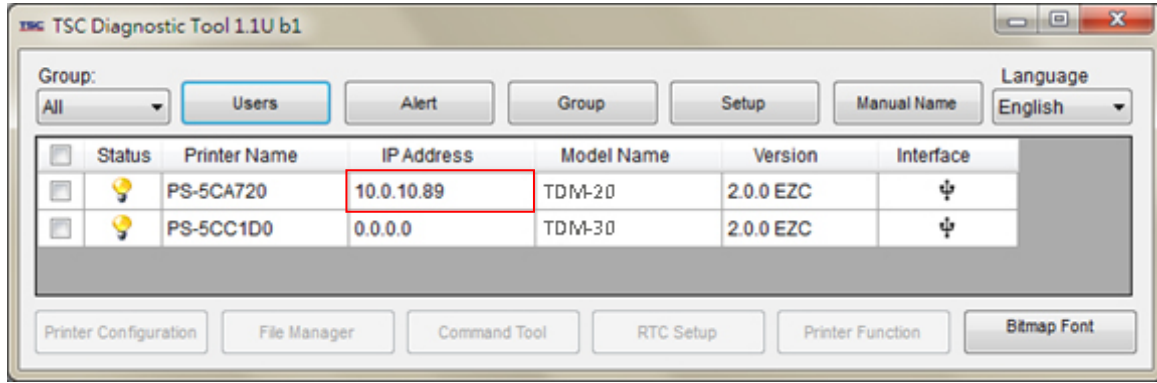 TSC TSC Diagnostic Tool 1.1U b1
Group: Language
All Users Alert Group Setup Manual Name English
Status Printer Name IP Address Model Name Version Interface
PS-5CA720 10.0.10.89 TDM-20 2.0.0 EZC
PS-5CC1D0 0.0.0.0 TDM-30 2.0.0 EZC
Printer Configuration File Manager Command Tool RTC Setup Printer Function Bitmap Font